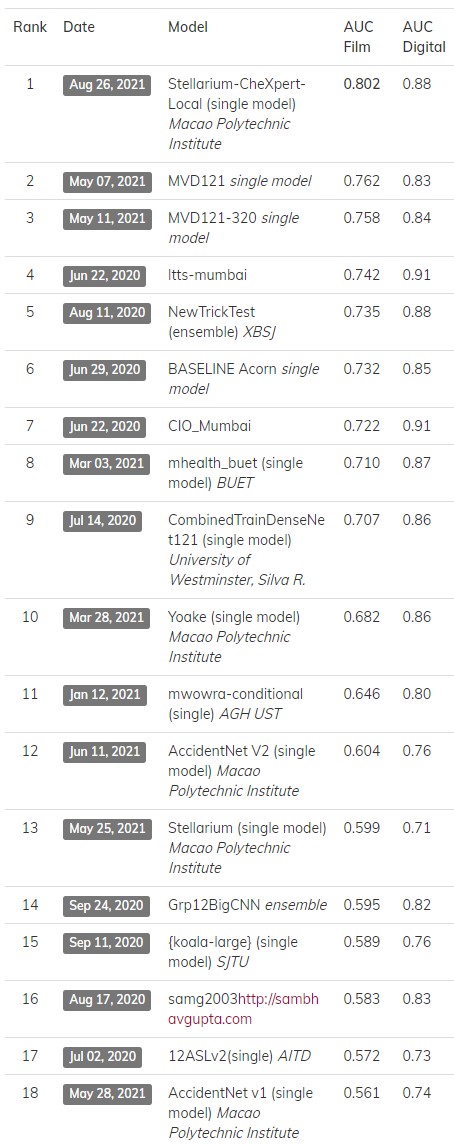 Rank Date Model AUC Film AUC Digital
1 Aug 26, 2021 Stellarium-CheXpert- 0.802 0.88
Local (single model)
Macao Polytechnic
Institute
2 May 07, 2021 MVD121 single model 0.762 0.83
3 May 11, 2021 MVD121-320 single 0.758 0.84
model
4 Jun 22, 2020 ltts-mumbai 0.742 0.91
5 Aug 11, 2020 NewTrickTest 0.735 0.88
(ensemble) XBSJ
6 Jun 29, 2020 BASELINE Acorn single 0.732 0.85
model
7 Jun 22, 2020 CIO_Mumbai 0.722 0.91
8 Mar 03, 2021 mhealth_buet (single 0.710 0.87
model) BUET
9 Jul 14, 2020 CombinedTrainDenseNe 0.707 0.86
t121 (single model)
University of
Westminster, Silva R.
10 Mar 28, 2021 Yoake (single model) 0.682 0.86
Macao Polytechnic
Institute
11 Jan 12, 2021 mwowra-conditional 0.646 0.80
(single) AGH UST
12 Jun 11, 2021 AccidentNet V2 (single 0.604 0.76
model) Macao
Polytechnic Institute
13 May 25, 2021 Stellarium (single model) 0.599 0.71
Macao Polytechnic
Institute
14 Sep 24, 2020 Grp12BigCNN ensemble 0.595 0.82
15 Sep 11, 2020 {koala-large} (single 0.589 0.76
model) SJTU
16 Aug 17, 2020 samg2003http://sambh 0.583 0.83
avgupta.com
17 Jul 02, 2020 12ASLv2(single) AITD 0.572 0.73
18 May 28, 2021 AccidentNet v1 (single 0.561 0.74
model) Macao
Polytechnic Institute